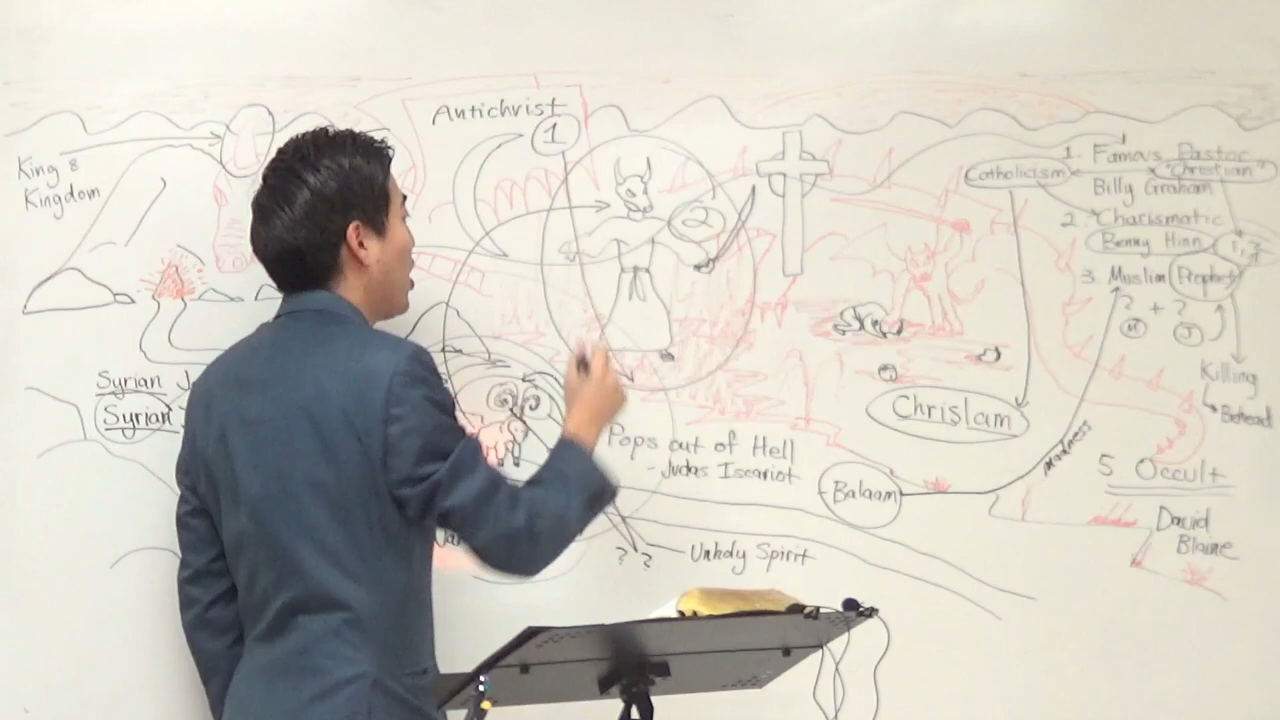 Antichrist
1
King &
Kingdom
2
Catholicism
1. Famous Pastor
"Christian"
Billy Graham
2. Charismatic
Benny Hinn
3. Muslim Prophet
? + ?
M
J
Killing
Behead
Syrian
Syrian
Chrislam
Madness
Pops out of Hell
- Judas Iscariot
Balaam
5 Occult
David
Blaine
? ?
Unholy Spirit